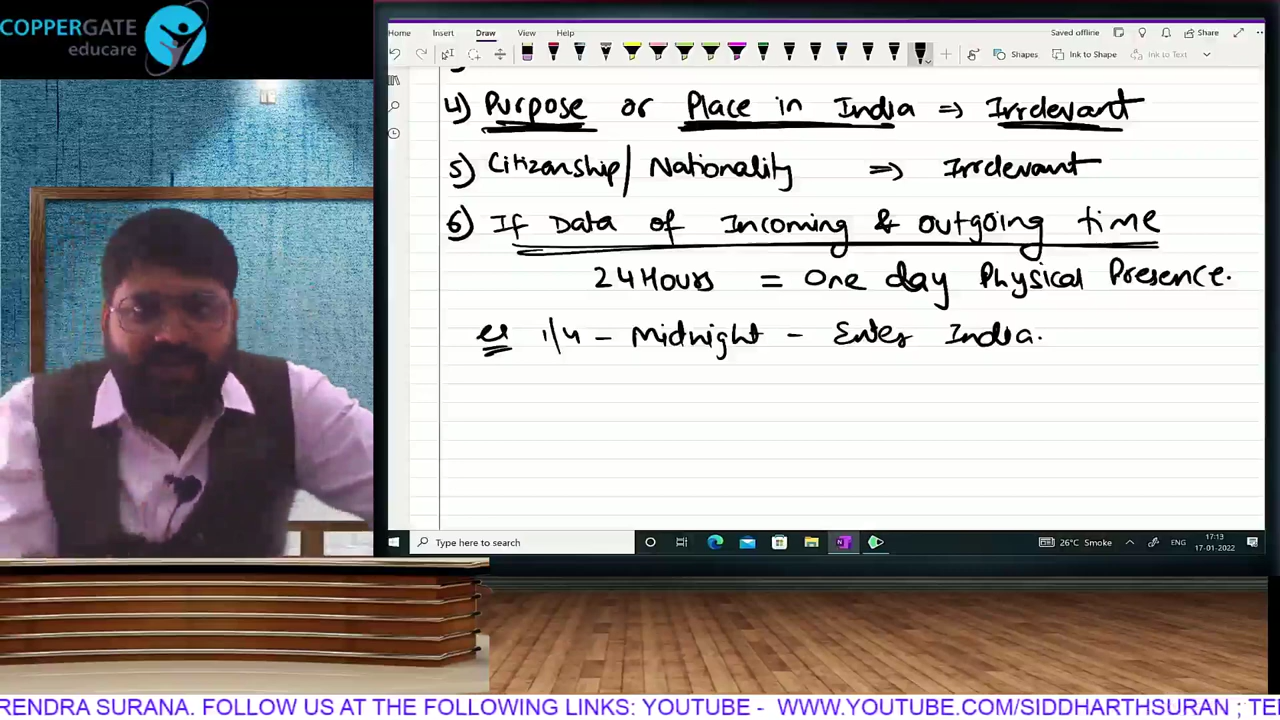 COPPERGATE
educare
Home Insert Draw View Help
Saved offline
Share
Shapes
Ink to Shape
Ink to Text
4) Purpose or Place in India ⇒ Irrelevant
5) Citizenship/ Nationality ⇒ Irrelevant
6) If Data of Incoming & outgoing time
24 Hours = One day Physical Presence.
ex 1/4 - Midnight - Enter India.
Type here to search
26°C Smoke
ENG
17:13
17-01-2022
RENDRA SURANA. FOLLOW US AT THE FOLLOWING LINKS: YOUTUBE - WWW.YOUTUBE.COM/SIDDHARTHSURAN ; TEL